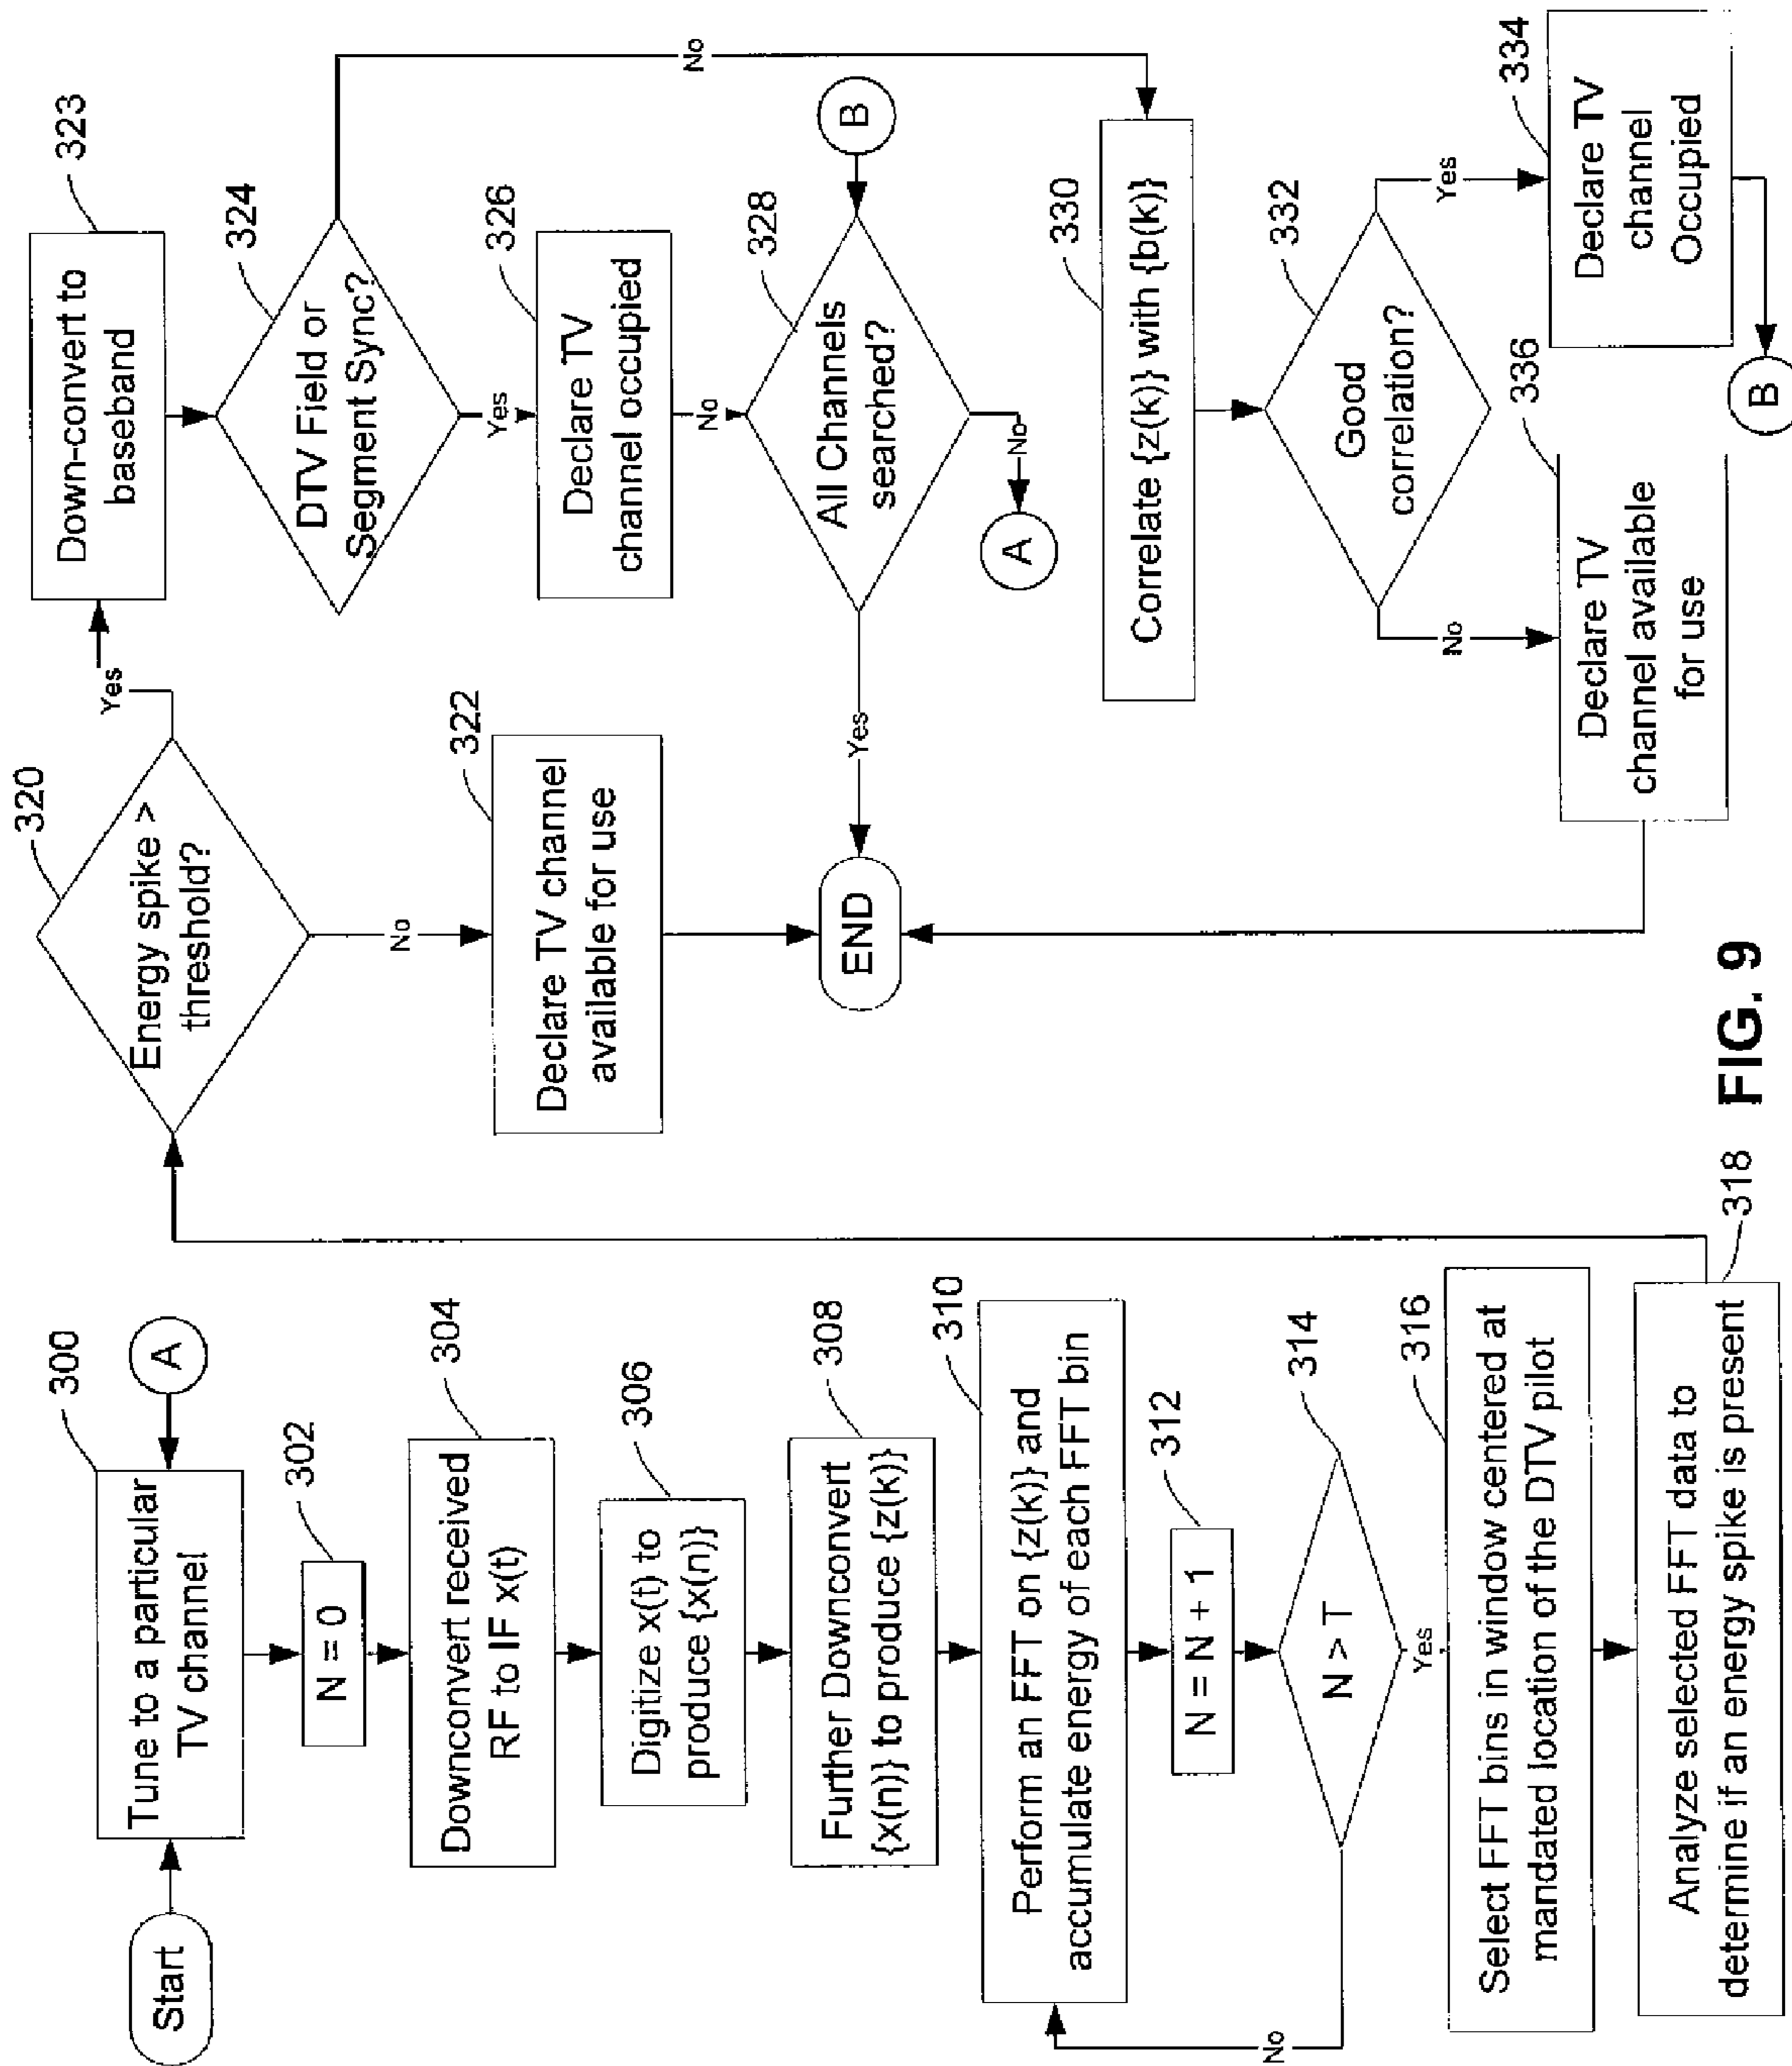 Start
Tune to a particular
TV channel
300
A
N = 0
302
Downconvert received
RF to IF x(t)
304
Digitize x(t) to
produce {x(n)}
306
Further Downconvert
{x(n)} to produce {z(k)}
308
Perform an FFT on {z(k)} and
accumulate energy of each FFT bin
310
N = N + 1
312
N > T
314
No
Yes
Select FFT bins in window centered at
mandated location of the DTV pilot
316
Analyze selected FFT data to
determine if an energy spike is present
318
Energy spike >
threshold?
320
Yes
No
Declare TV channel
available for use
322
END
Down-convert to
baseband
323
DTV Field or
Segment Sync?
324
No
Yes
Declare TV
channel occupied
326
No
All Channels
searched?
328
B
Yes
No
A
Correlate {z(k)} with {b(k)}
330
Good
correlation?
332
No
Yes
Declare TV
channel available
for use
336
Declare TV
channel
Occupied
334
B
FIG. 9